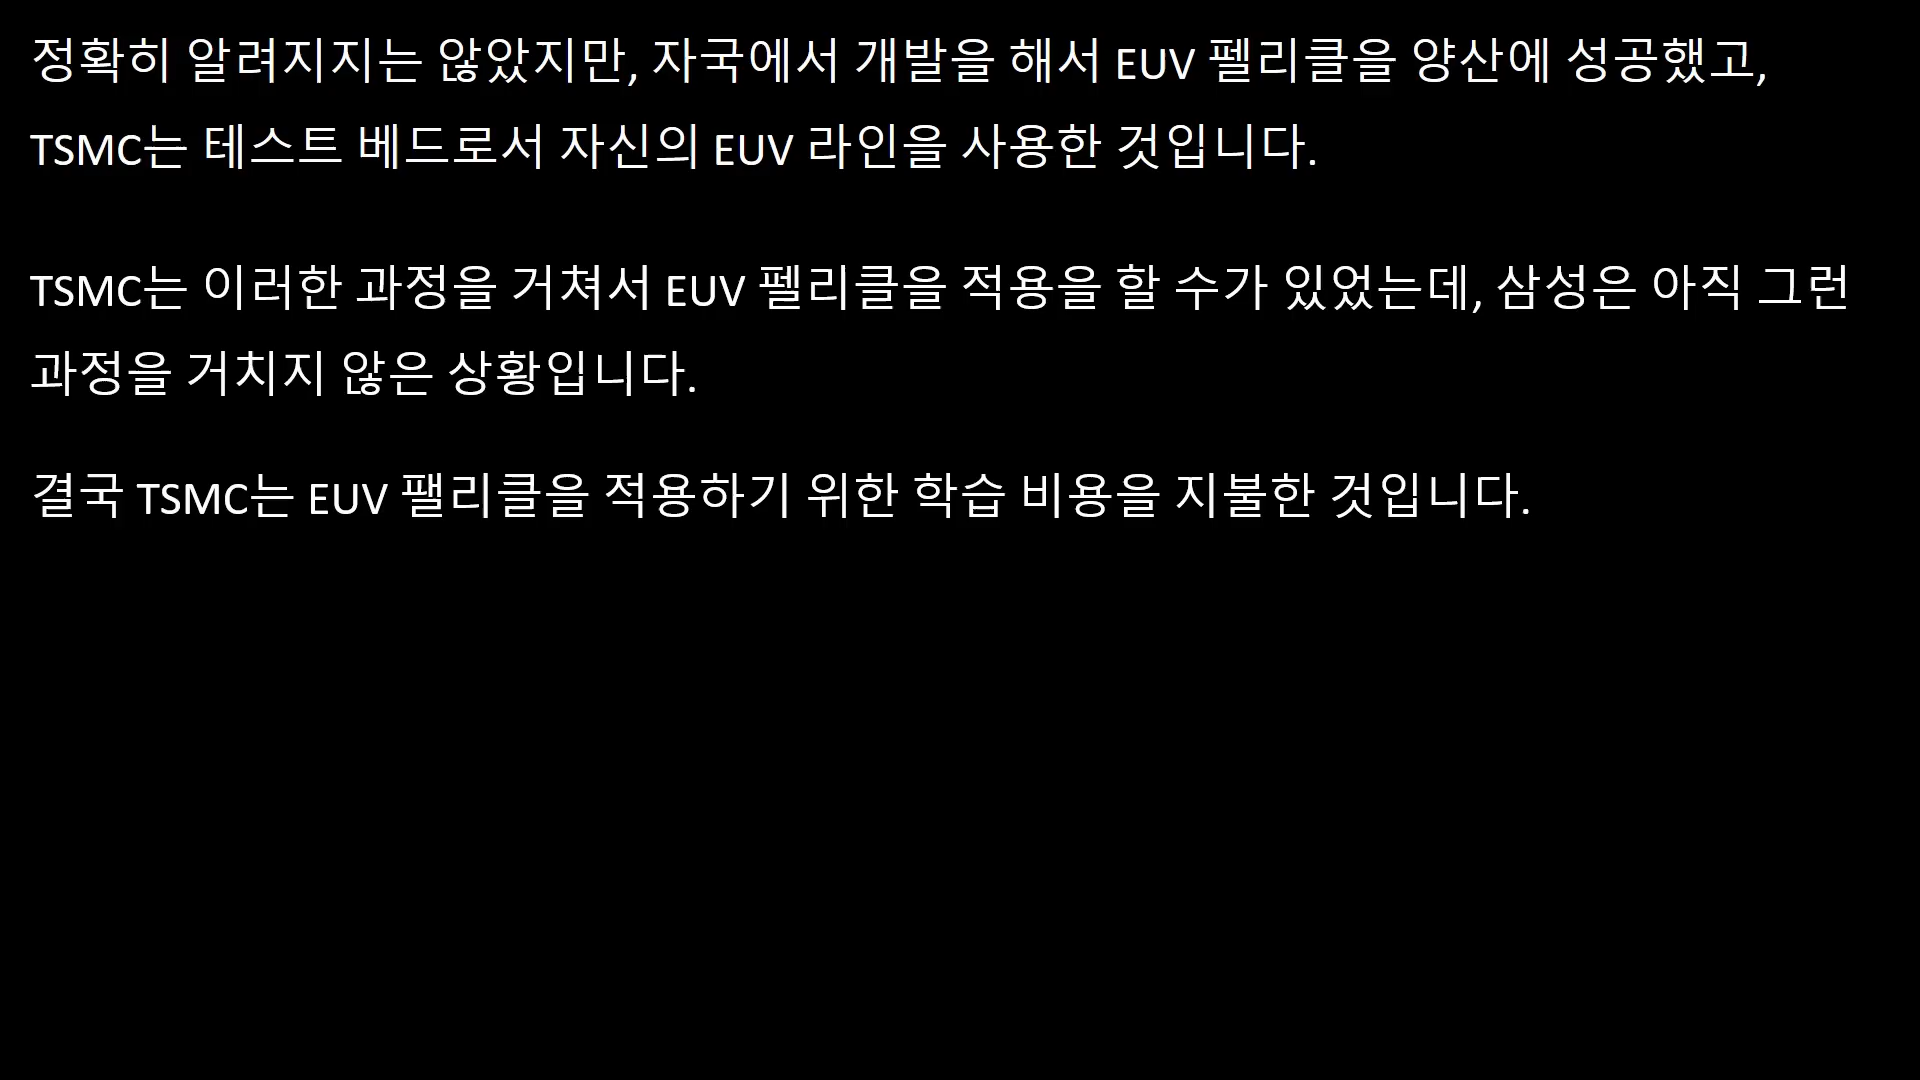 정확히 알려지지는 않았지만, 자국에서 개발을 해서 EUV 펠리클을 양산에 성공했고,
TSMC는 테스트 베드로서 자신의 EUV 라인을 사용한 것입니다.
TSMC는 이러한 과정을 거쳐서 EUV 펠리클을 적용을 할 수가 있었는데, 삼성은 아직 그런
과정을 거치지 않은 상황입니다.
결국 TSMC는 EUV 팰리클을 적용하기 위한 학습 비용을 지불한 것입니다.